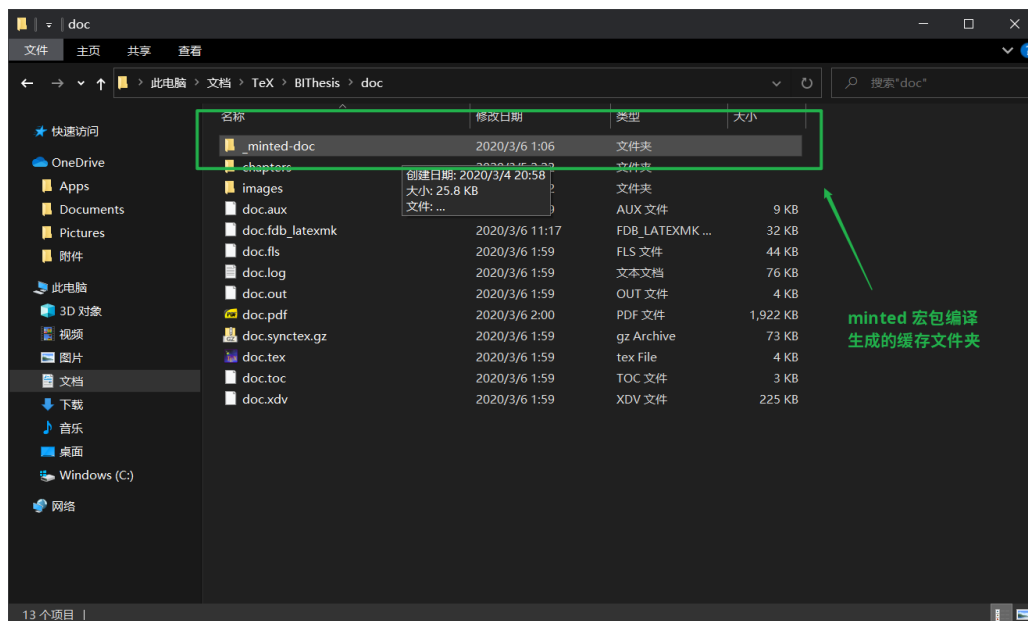 doc
文件 主页 共享 查看
此电脑 > 文档 > TeX > BIThesis > doc 搜索"doc"
名称 修改日期 类型 大小
快速访问
OneDrive
Apps
Documents
Pictures
附件
此电脑
3D 对象
视频
图片
文档
下载
音乐
桌面
Windows (C:)
网络
_minted-doc 2020/3/6 1:06 文件夹
chapters 文件夹
images 文件夹
doc.aux AUX 文件 9 KB
doc.fdb_latexmk 2020/3/6 11:17 FDB_LATEXMK ... 32 KB
doc.fls 2020/3/6 1:59 FLS 文件 44 KB
doc.log 2020/3/6 1:59 文本文档 76 KB
doc.out 2020/3/6 1:59 OUT 文件 4 KB
doc.pdf 2020/3/6 2:00 PDF 文件 1,922 KB
doc.synctex.gz 2020/3/6 1:59 gz Archive 73 KB
doc.tex 2020/3/6 1:59 tex File 4 KB
doc.toc 2020/3/6 1:59 TOC 文件 3 KB
doc.xdv 2020/3/6 1:59 XDV 文件 225 KB
创建日期: 2020/3/4 20:58
大小: 25.8 KB
文件: ...
minted 宏包编译
生成的缓存文件夹
13 个项目